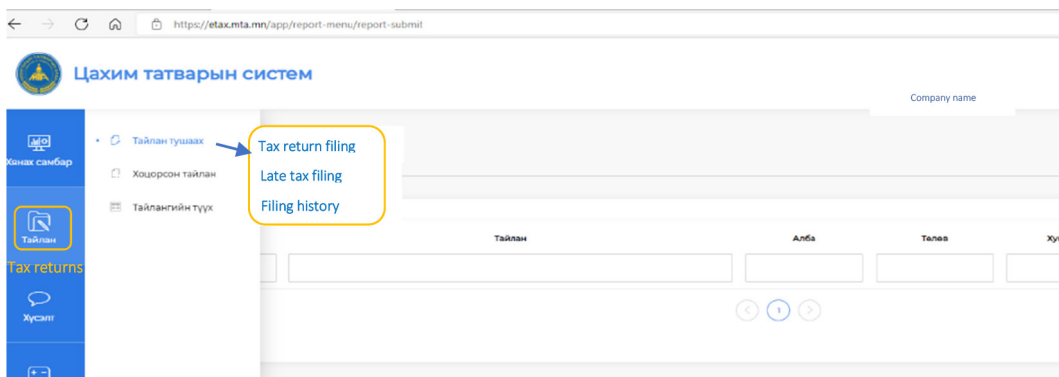 https://etax.mta.mn/app/report-menu/report-submit
Цахим татварын систем
Company name
Хянах самбар
Тайлан
Tax returns
Хүсэлт
Тайлан тушаах
Хоцорсон тайлан
Тайлангийн түүх
Tax return filing
Late tax filing
Filing history
Тайлан
Алба
Төлөв
1